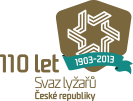 1903-2013
110 let
Svaz lyžařů
České republiky